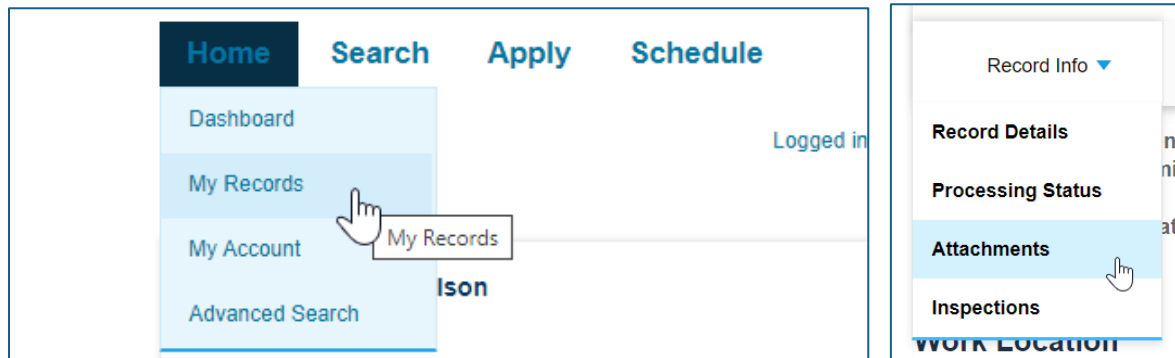 Home Search Apply Schedule
Dashboard
Logged in
My Records
My Records
My Account
lson
Advanced Search
Record Info
Record Details
Processing Status
Attachments
Inspections
Work Location